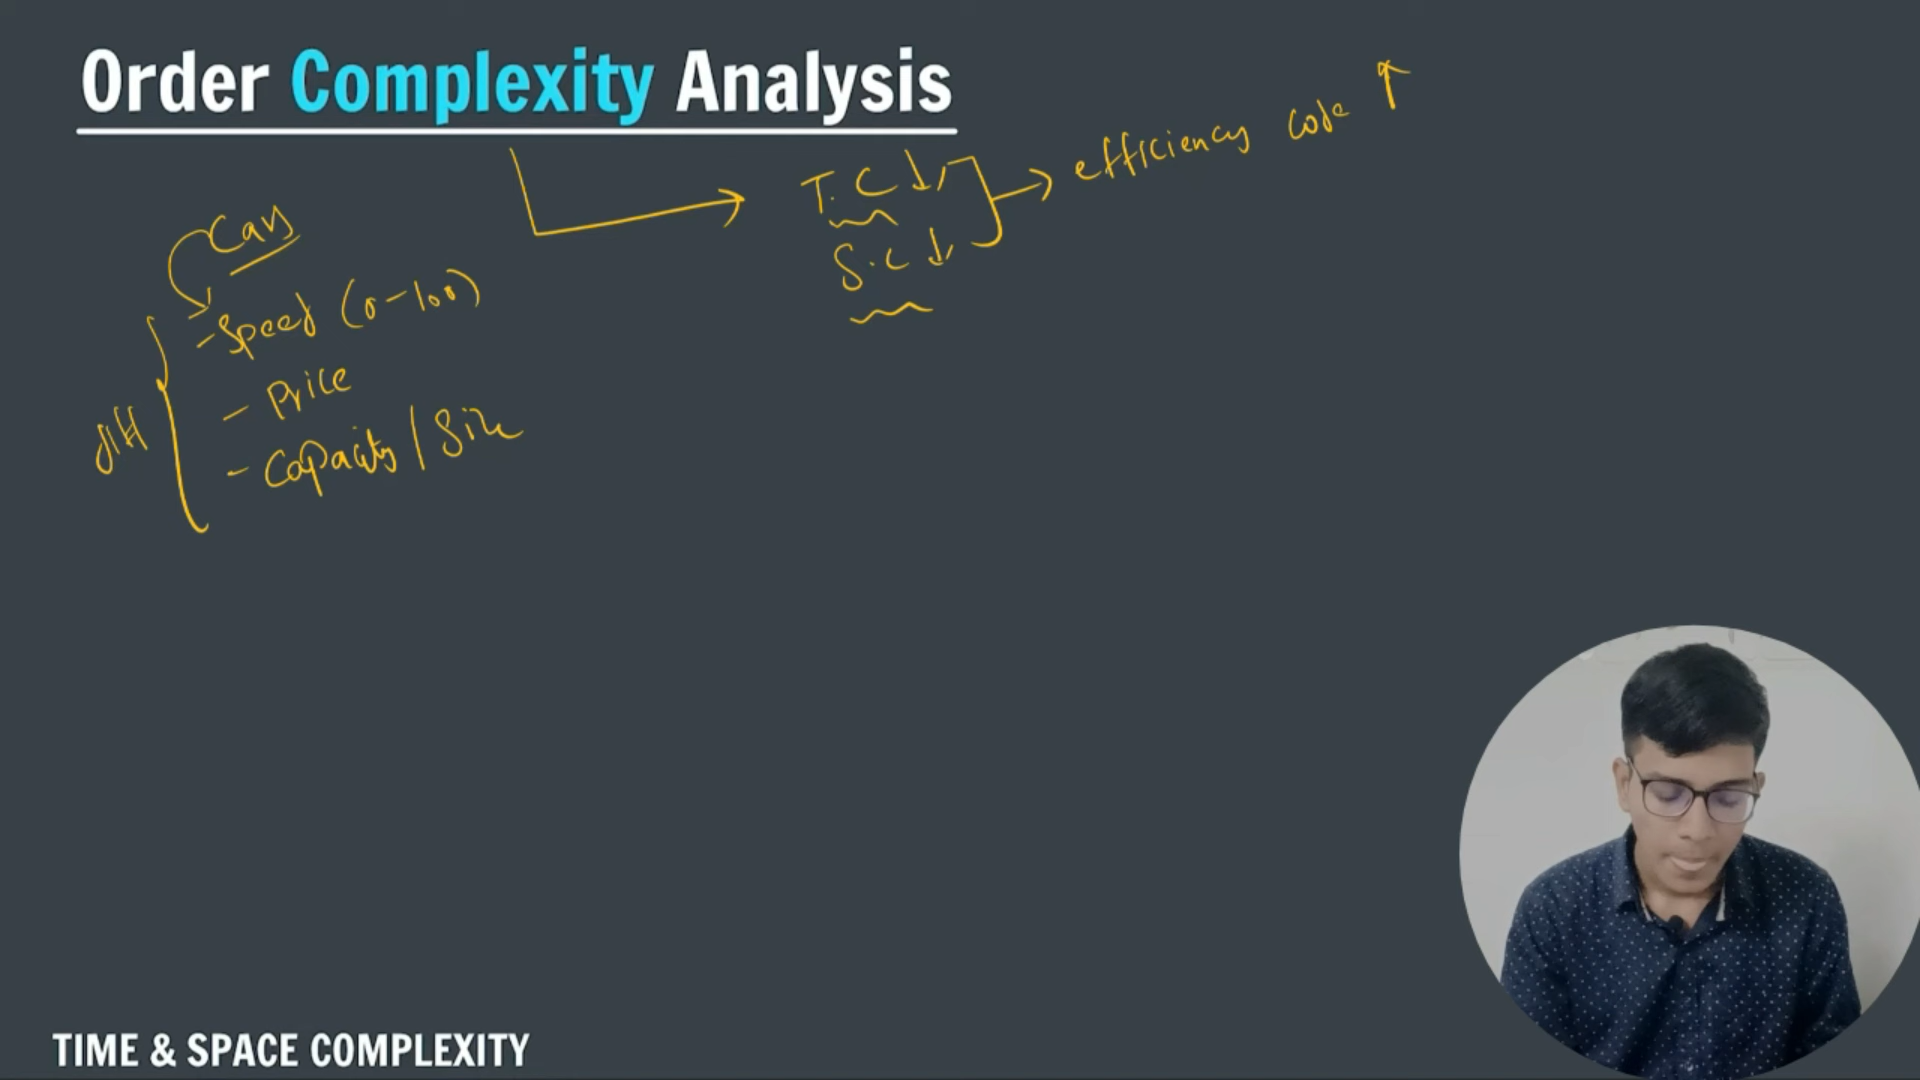 Order Complexity Analysis
T.C ↓
S.C ↓
→ efficiency code ↑
Cars
- Speed (0-100)
- Price
- Capacity / Size
diff
TIME & SPACE COMPLEXITY